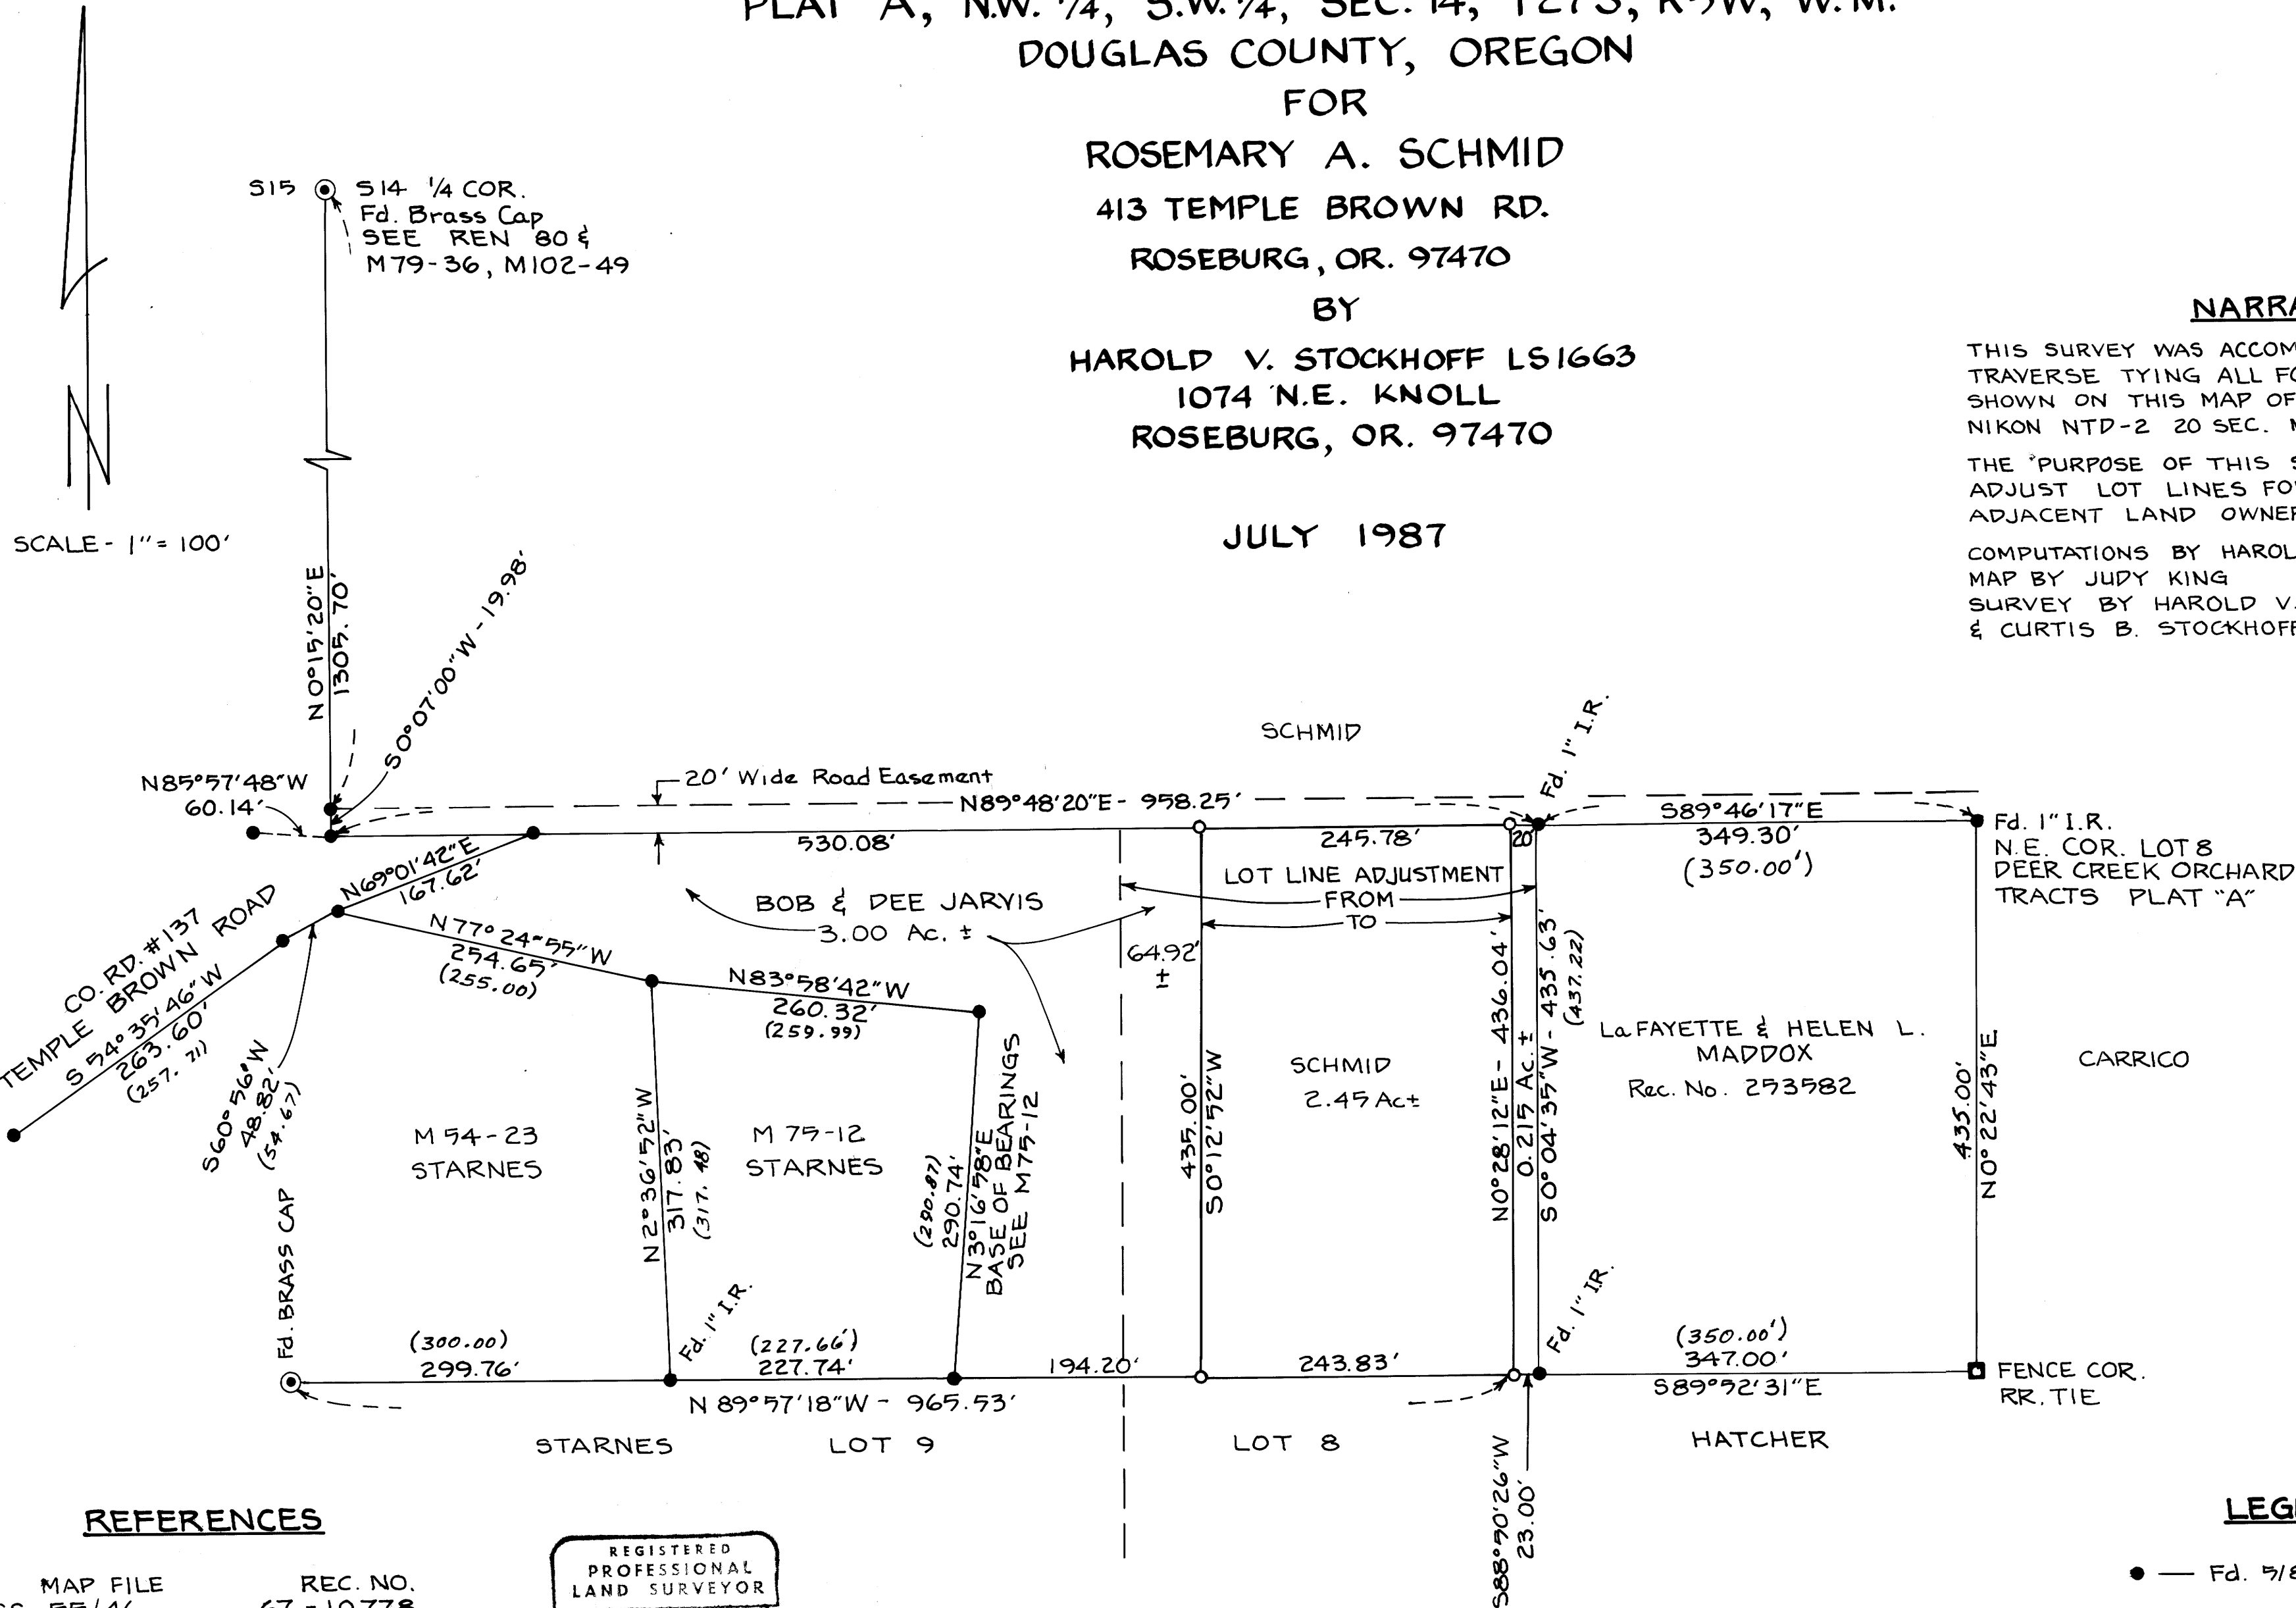 PLAT A, N.W. 1/4, S.W. 1/4, SEC. 14, T27S, R5W, W.M.
DOUGLAS COUNTY, OREGON
FOR
ROSEMARY A. SCHMID
413 TEMPLE BROWN RD.
ROSEBURG, OR. 97470
BY
HAROLD V. STOCKHOFF LS1663
1074 N.E. KNOLL
ROSEBURG, OR. 97470
JULY 1987
S15
S14 1/4 COR.
Fd. Brass Cap
SEE REN 80 &
M79-36, M102-49
N
SCALE - 1" = 100'
NARRA
THIS SURVEY WAS ACCOM
TRAVERSE TYING ALL FO
SHOWN ON THIS MAP OF
NIKON NTD-2 20 SEC.
THE PURPOSE OF THIS S
ADJUST LOT LINES FO
ADJACENT LAND OWNER
COMPUTATIONS BY HAROL
MAP BY JUDY KING
SURVEY BY HAROLD V.
& CURTIS B. STOCKHOFF
N 0°15'20"E
1305.70'
S 0°07'00"W - 19.98'
N85°57'48"W
60.14'
20' Wide Road Easement
SCHMID
N89°48'20"E - 958.25'
Fd. 1" I.R.
S89°46'17"E
349.30'
(350.00')
530.08'
245.78'
20'
Fd. 1" I.R.
N.E. COR. LOT 8
DEER CREEK ORCHARD
TRACTS PLAT "A"
N69°01'42"E
167.62'
LOT LINE ADJUSTMENT
FROM
TO
BOB & DEE JARVIS
3.00 Ac. ±
64.92'
±
CO. RD. #137
TEMPLE BROWN ROAD
S 54°35'46"W
263.60'
(257.71)
N 77°24'55"W
254.65'
(255.00)
N83°58'42"W
260.32'
(259.99)
S60°56'W
48.82'
(54.67)
M 54-23
STARNES
N 2°36'52"W
317.83'
(317.48)
M 75-12
STARNES
(290.87)
290.74'
N3°16'58"E
BASE OF BEARINGS
SEE M75-12
435.00'
S0°12'52"W
SCHMID
2.45 Ac±
N0°28'12"E - 436.04'
0.215 Ac. ±
S 0°04'35"W - 435.63'
(437.22)
LaFAYETTE & HELEN L.
MADDOX
Rec. No. 253582
435.00'
N0°22'43"E
CARRICO
Fd. BRASS CAP
(300.00)
299.76'
Fd. 1" I.R.
(227.66')
227.74'
194.20'
243.83'
Fd. 1" I.R.
(350.00')
347.00'
S89°52'31"E
FENCE COR.
RR. TIE
N 89°57'18"W - 965.53'
STARNES
LOT 9
LOT 8
S88°50'26"W
23.00'
HATCHER
REFERENCES
MAP FILE
REC. NO.
67-10778
REGISTERED
PROFESSIONAL
LAND SURVEYOR
LEG
● — Fd. 5/8